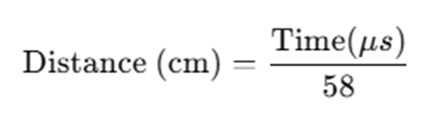 Distance (cm) = Time(μs) / 58